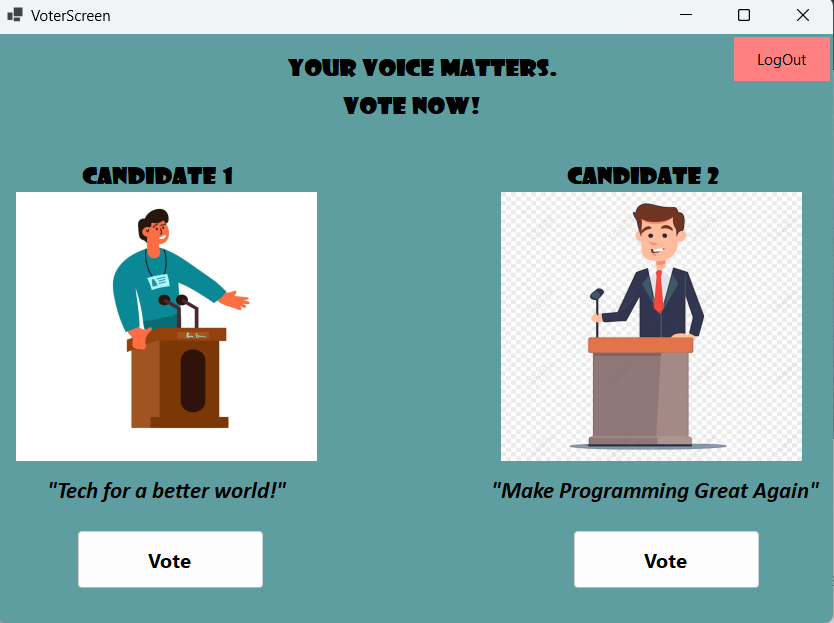 VoterScreen
LogOut
YOUR VOICE MATTERS.
VOTE NOW!
CANDIDATE 1
CANDIDATE 2
"Tech for a better world!"
"Make Programming Great Again"
Vote
Vote